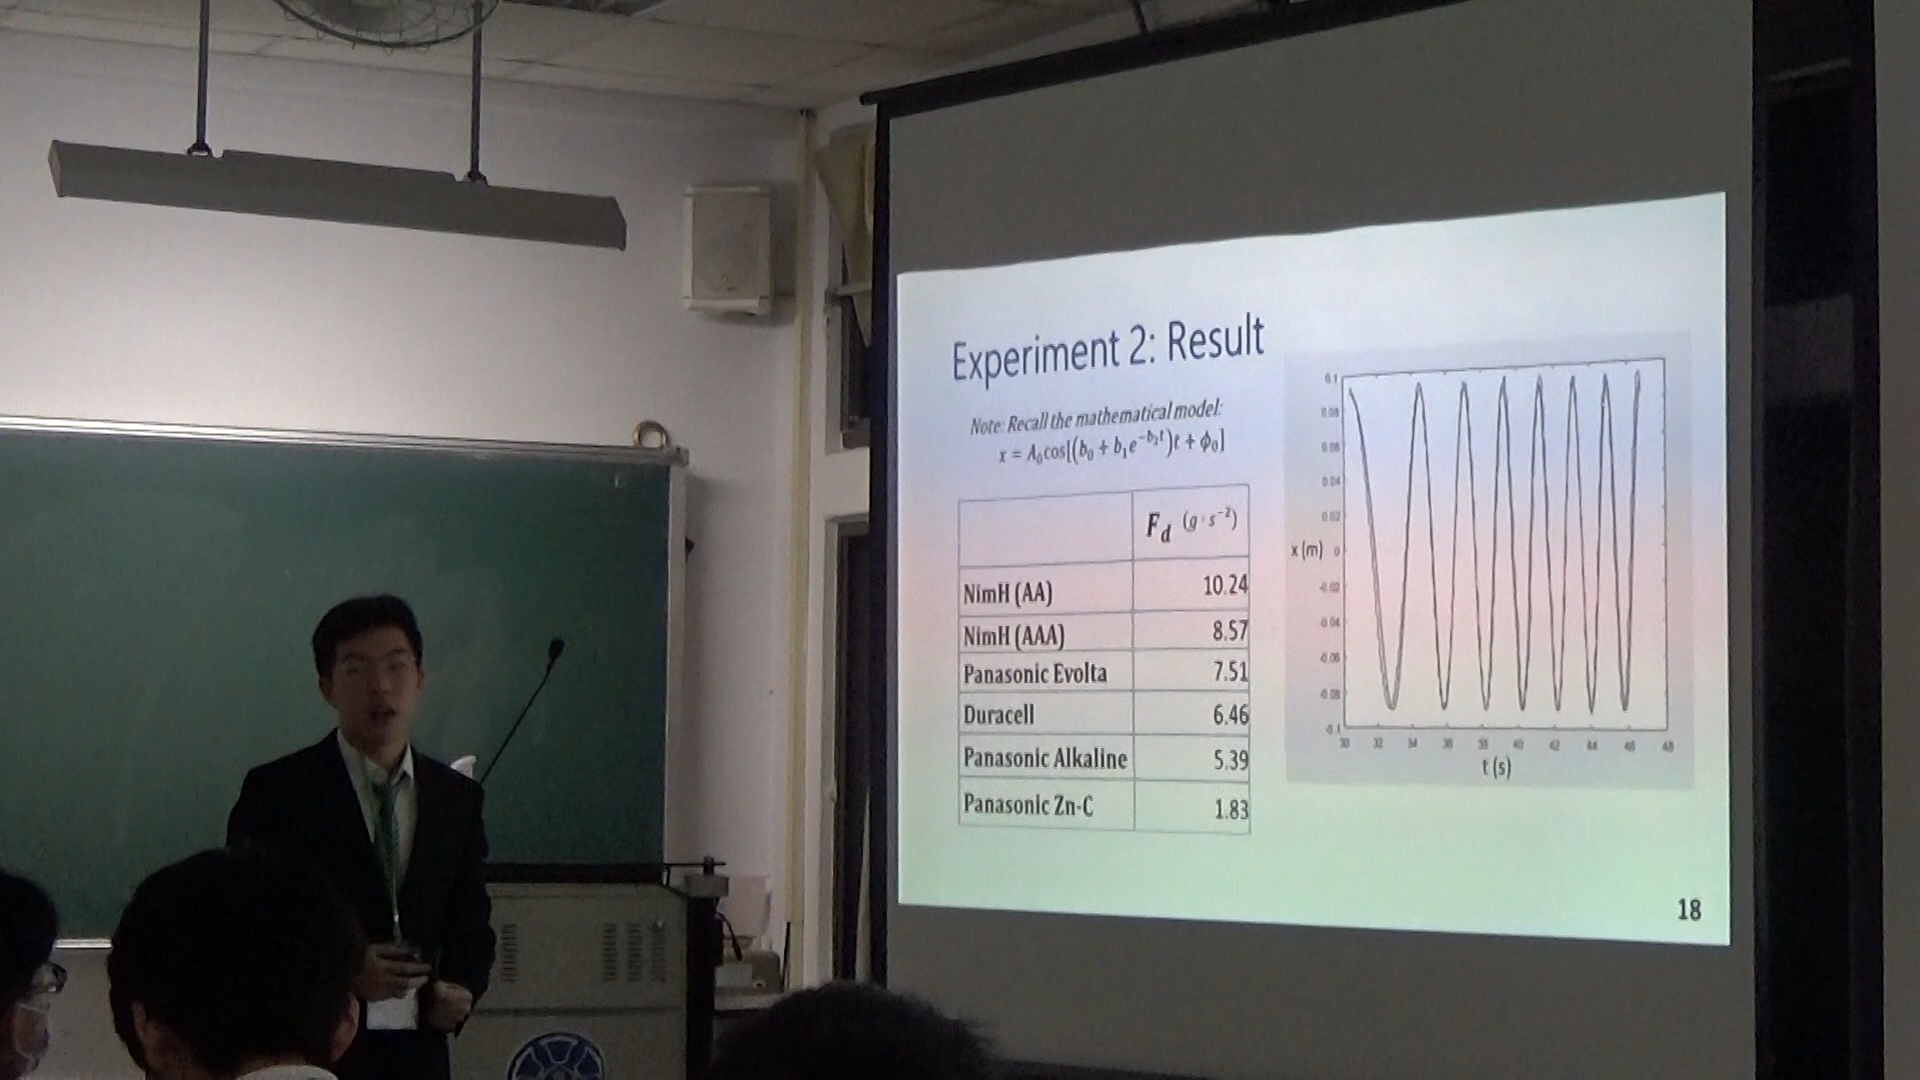 Experiment 2: Result
Note: Recall the mathematical model:
x = A₀cos[(b₀ + b₁e^(-b₂t))t + ϕ₀]
F_d (g · s⁻²)
NimH (AA) 10.24
NimH (AAA) 8.57
Panasonic Evolta 7.51
Duracell 6.46
Panasonic Alkaline 5.39
Panasonic Zn-C 1.83
0.1
0.08
0.06
0.04
0.02
x (m) 0
-0.02
-0.04
-0.06
-0.08
-0.1
30 32 34 36 38 40 42 44 46 48
t (s)
18